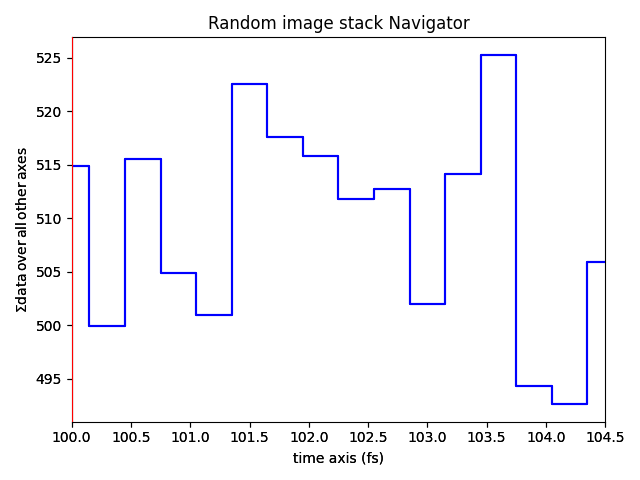 Random image stack Navigator
Σdata over all other axes
525
520
515
510
505
500
495
100.0 100.5 101.0 101.5 102.0 102.5 103.0 103.5 104.0 104.5
time axis (fs)